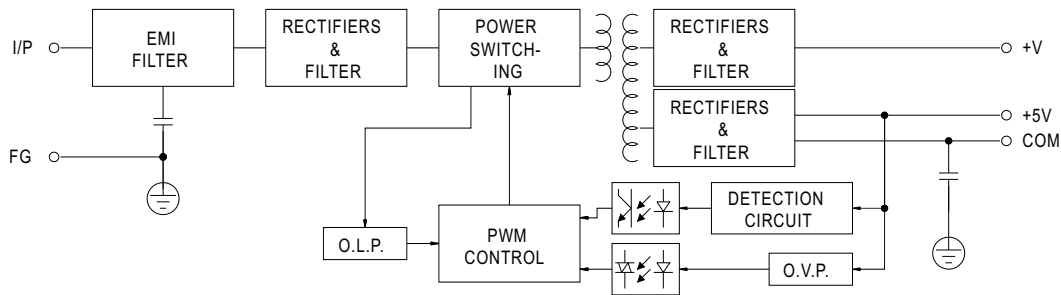 I/P
EMI
FILTER
RECTIFIERS
&
FILTER
POWER
SWITCH-
ING
RECTIFIERS
&
FILTER
+V
RECTIFIERS
&
FILTER
+5V
COM
FG
O.L.P.
PWM
CONTROL
DETECTION
CIRCUIT
O.V.P.